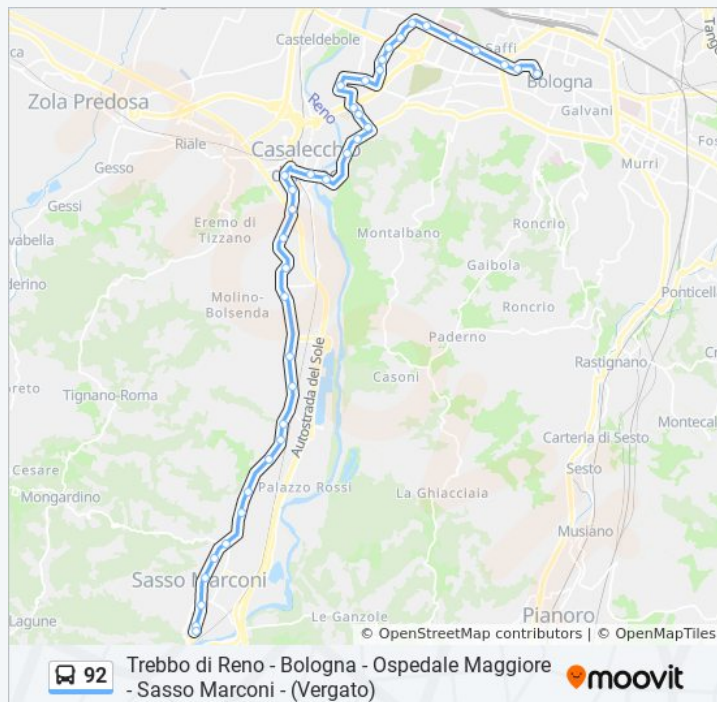 Casteldebole
Saffi
Bologna
Zola Predosa
Reno
Galvani
Riale
Casalecchio
Gesso
Murri
Gessi
Eremo di
Tizzano
Montalbano
Roncrio
Gaibola
Ponticell
Molino-
Bolsenda
Roncrio
Paderno
Autostrada del Sole
Casoni
Rastignano
Tignano-Roma
Montecal
Carteria di Sesto
Cesare
Sesto
Mongardino
Palazzo Rossi
La Ghiacciaia
Musiano
Sasso Marconi
Lagune
Le Ganzole
Pianoro
© OpenStreetMap contributors | © OpenMapTiles
92
Trebbo di Reno - Bologna - Ospedale Maggiore
- Sasso Marconi - (Vergato)
moovit